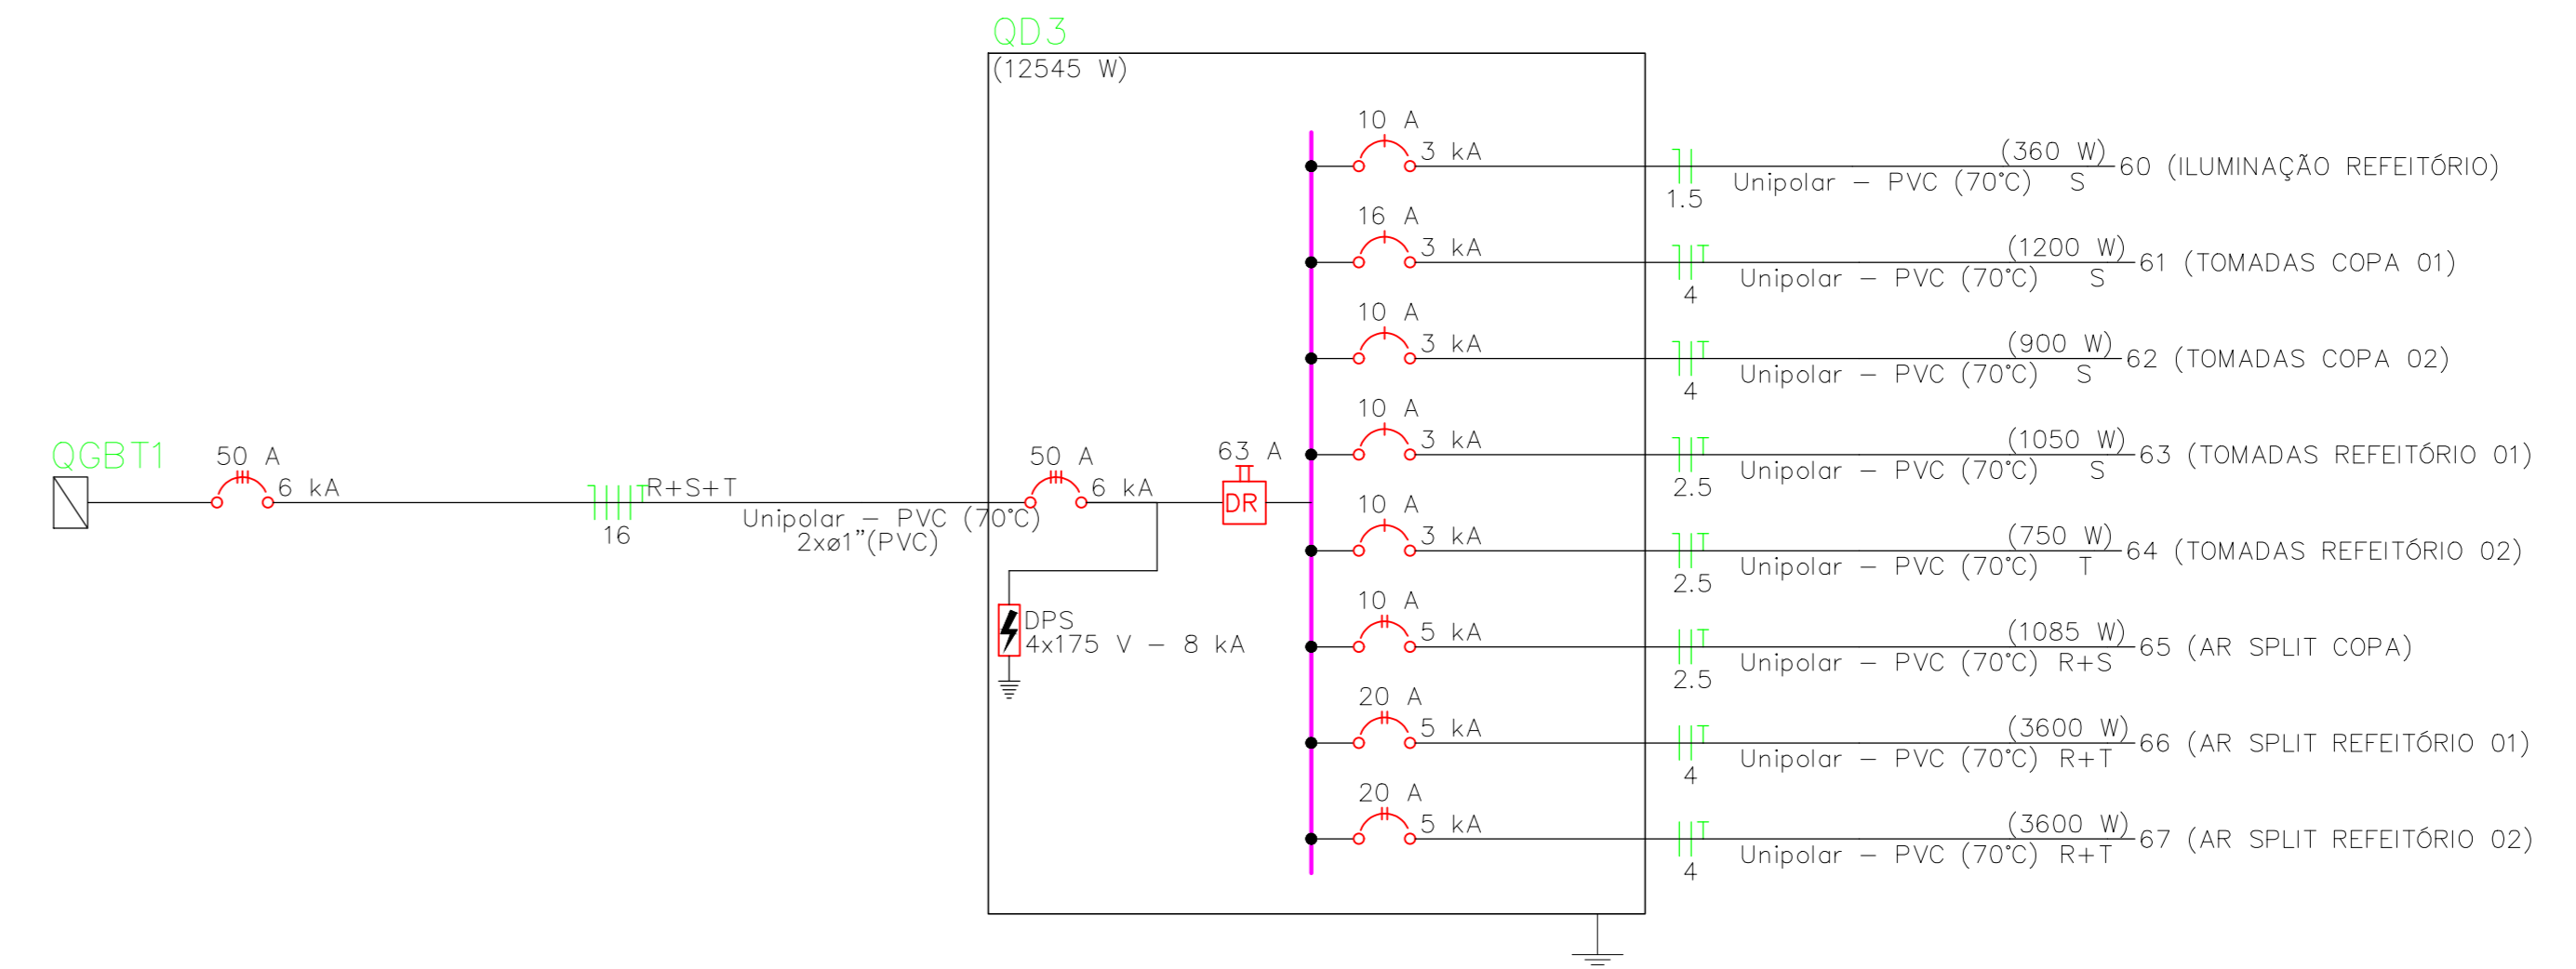 QD3
(12545 W)
10 A
3 kA
(360 W)
60 (ILUMINAÇÃO REFEITÓRIO)
Unipolar – PVC (70°C) S
1.5
16 A
3 kA
(1200 W)
61 (TOMADAS COPA 01)
Unipolar – PVC (70°C) S
4
10 A
3 kA
(900 W)
62 (TOMADAS COPA 02)
Unipolar – PVC (70°C) S
4
10 A
3 kA
(1050 W)
63 (TOMADAS REFEITÓRIO 01)
Unipolar – PVC (70°C) S
2.5
QGBT1
50 A
6 kA
R+S+T
16
Unipolar – PVC (70°C)
2xø1"(PVC)
50 A
6 kA
63 A
DR
10 A
3 kA
(750 W)
64 (TOMADAS REFEITÓRIO 02)
Unipolar – PVC (70°C) T
2.5
DPS
4x175 V – 8 kA
10 A
5 kA
(1085 W)
65 (AR SPLIT COPA)
Unipolar – PVC (70°C) R+S
2.5
20 A
5 kA
(3600 W)
66 (AR SPLIT REFEITÓRIO 01)
Unipolar – PVC (70°C) R+T
4
20 A
5 kA
(3600 W)
67 (AR SPLIT REFEITÓRIO 02)
Unipolar – PVC (70°C) R+T
4